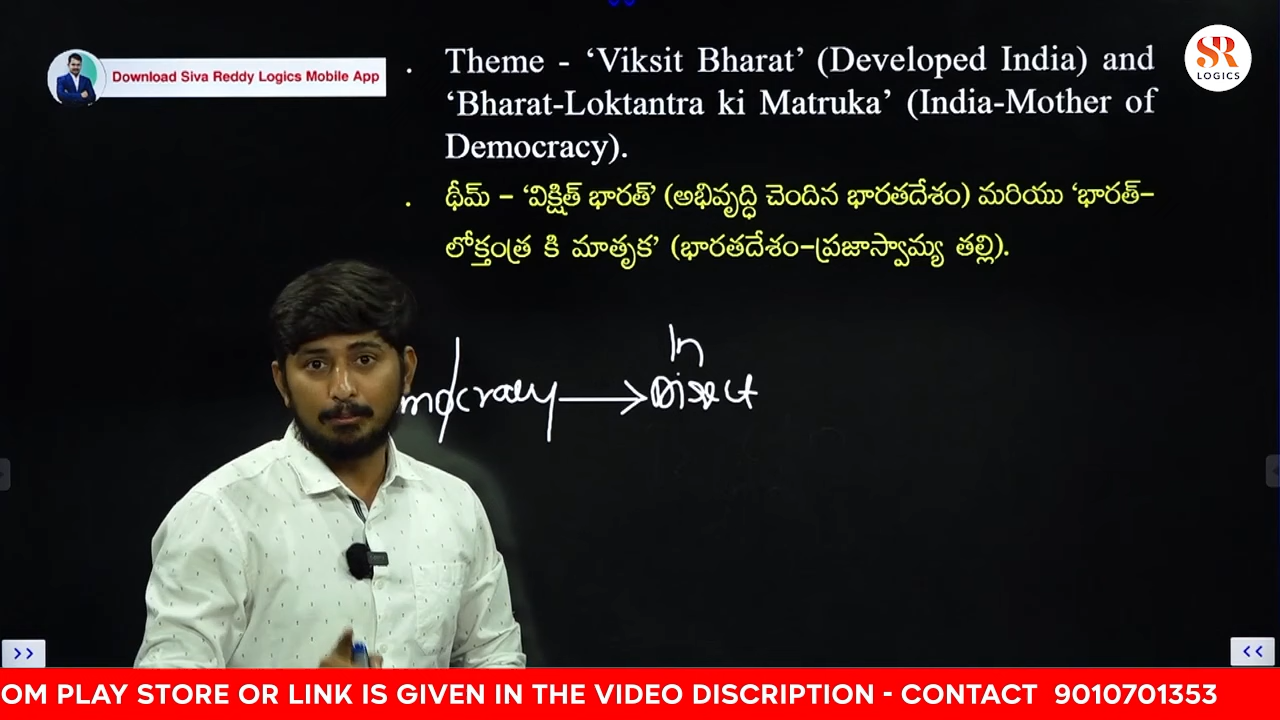 SR
LOGICS
Download Siva Reddy Logics Mobile App
. Theme - ‘Viksit Bharat’ (Developed India) and
‘Bharat-Loktantra ki Matruka’ (India-Mother of
Democracy).
. థీమ్ – ‘విక్షిత్ భారత్’ (అభివృద్ధి చెందిన భారతదేశం) మరియు ‘భారత్–
లోక్తంత్ర కి మాతృక’ (భారతదేశం–ప్రజాస్వామ్య తల్లి).
In
mocracy → Direct
>> <<
OM PLAY STORE OR LINK IS GIVEN IN THE VIDEO DISCRIPTION - CONTACT 9010701353